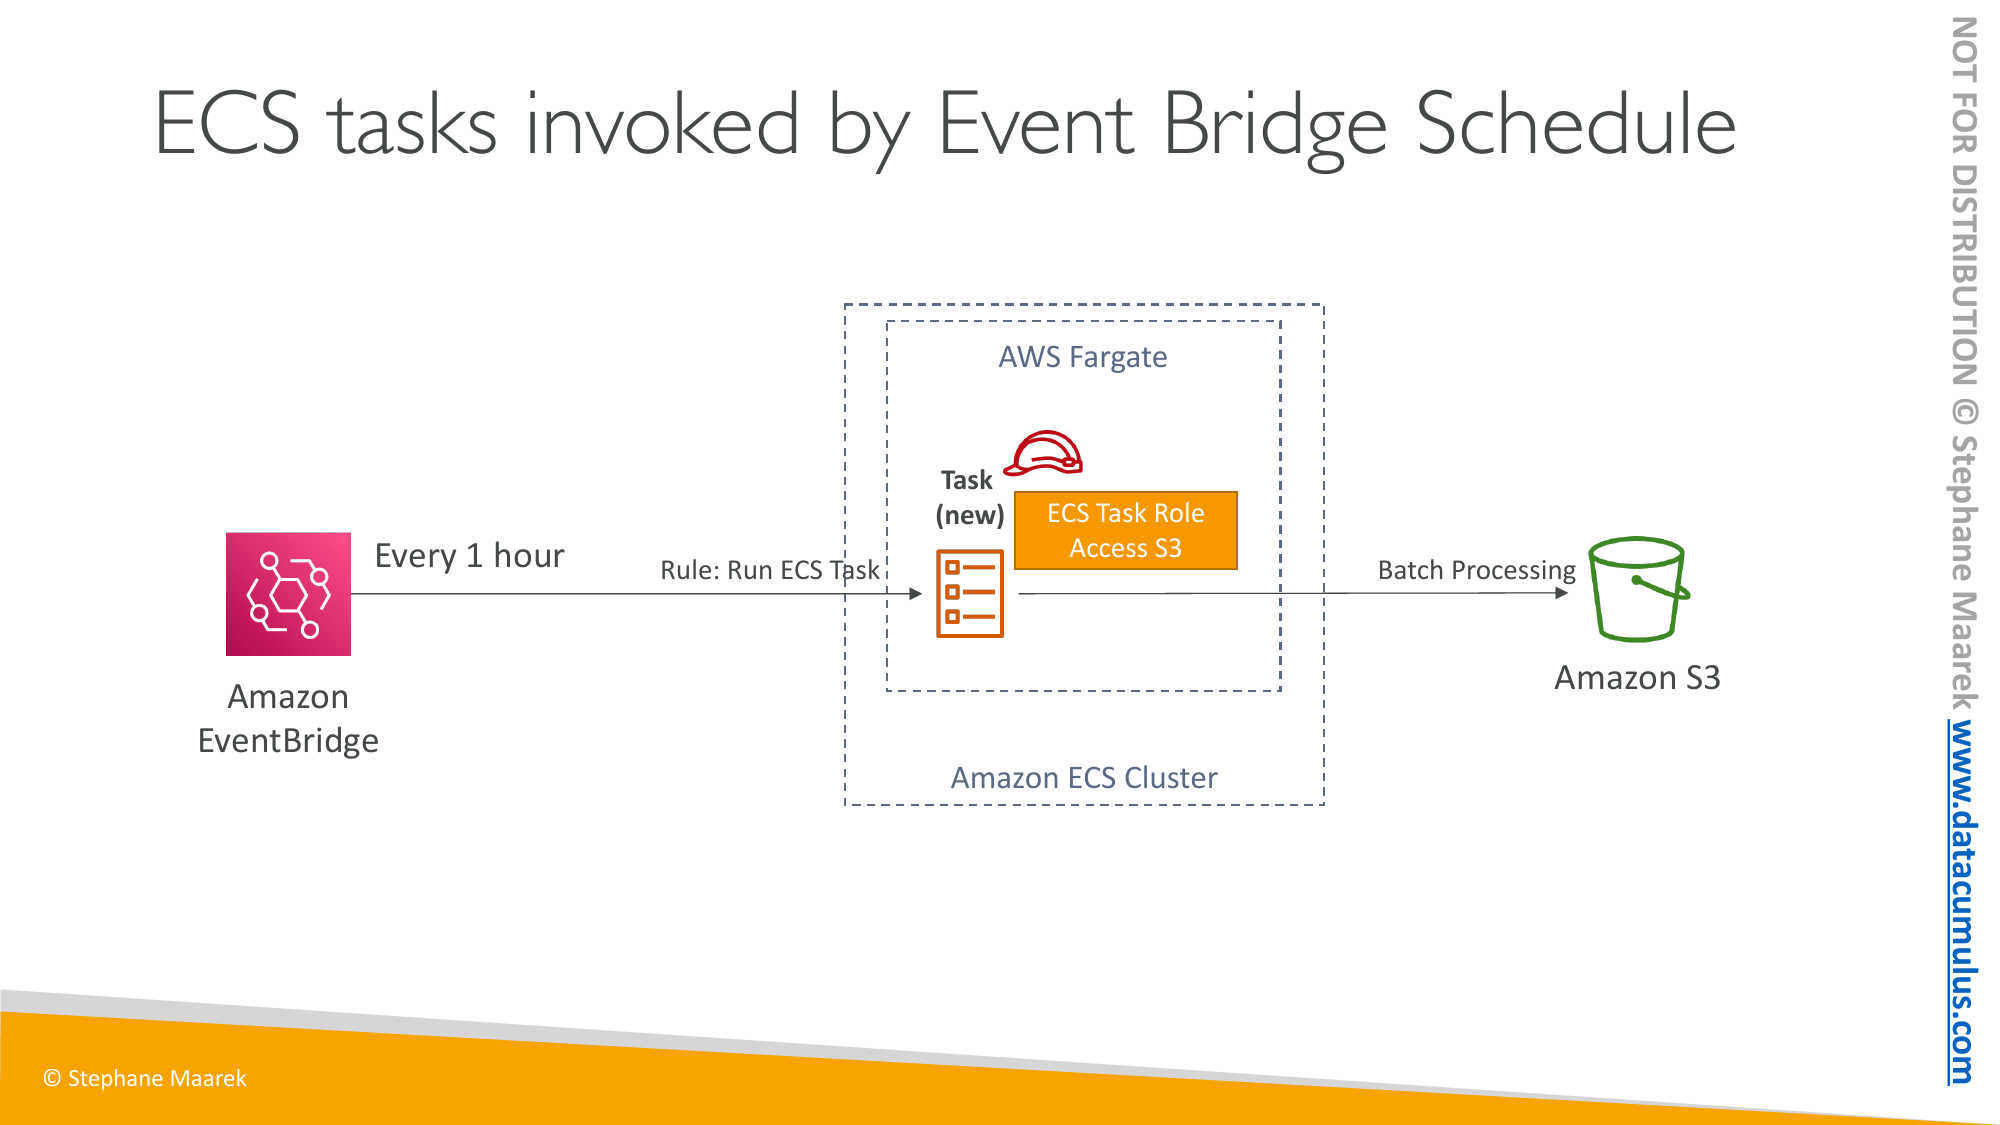 ECS tasks invoked by Event Bridge Schedule
AWS Fargate
Task
(new)
ECS Task Role
Access S3
Every 1 hour
Rule: Run ECS Task
Batch Processing
Amazon
EventBridge
Amazon S3
Amazon ECS Cluster
© Stephane Maarek
NOT FOR DISTRIBUTION © Stephane Maarek www.datacumulus.com